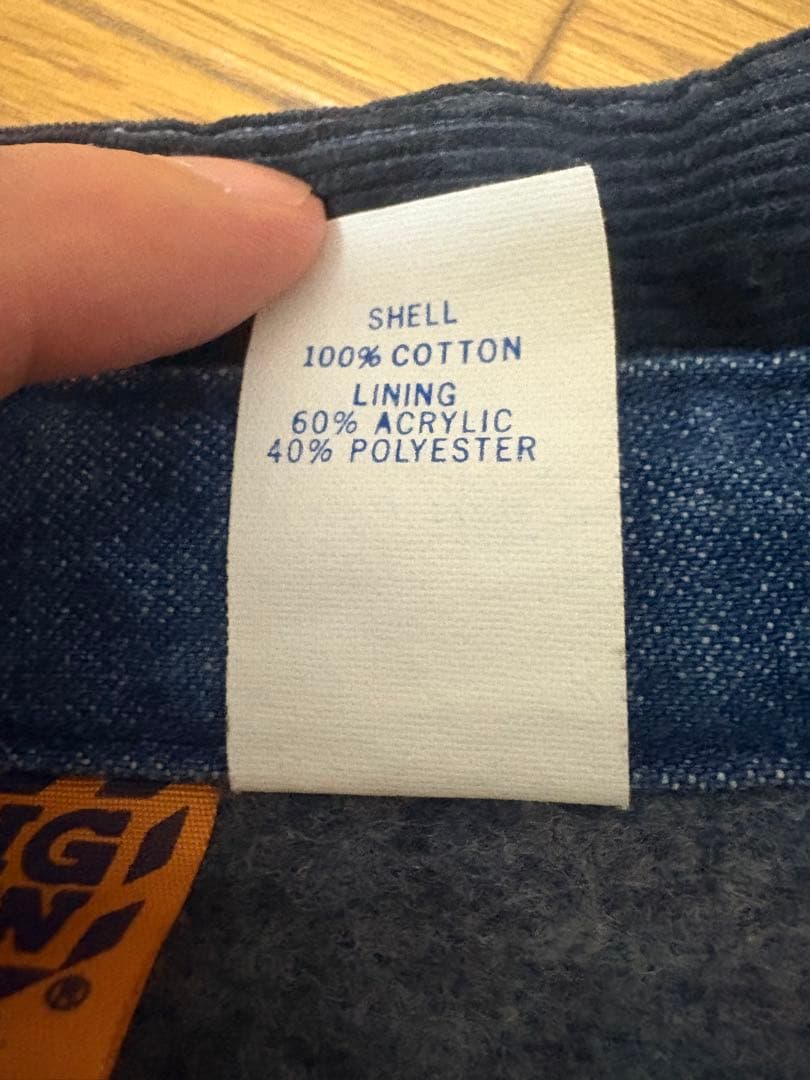 SHELL
100% COTTON
LINING
60% ACRYLIC
40% POLYESTER
®